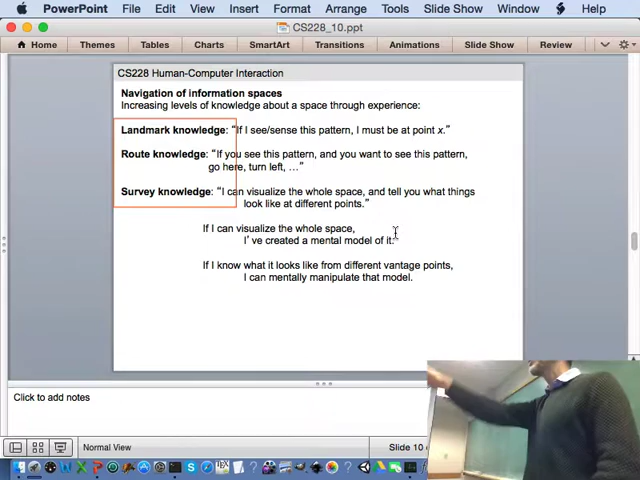 PowerPoint File Edit View Insert Format Arrange Tools Slide Show Window Help
CS228_10.ppt
Home Themes Tables Charts SmartArt Transitions Animations Slide Show Review
CS228 Human-Computer Interaction
Navigation of information spaces
Increasing levels of knowledge about a space through experience:
Landmark knowledge: “If I see/sense this pattern, I must be at point x.”
Route knowledge: “If you see this pattern, and you want to see this pattern,
go here, turn left, …”
Survey knowledge: “I can visualize the whole space, and tell you what things
look like at different points.”
If I can visualize the whole space,
I’ve created a mental model of it.
If I know what it looks like from different vantage points,
I can mentally manipulate that model.
Click to add notes
Normal View
Slide 10